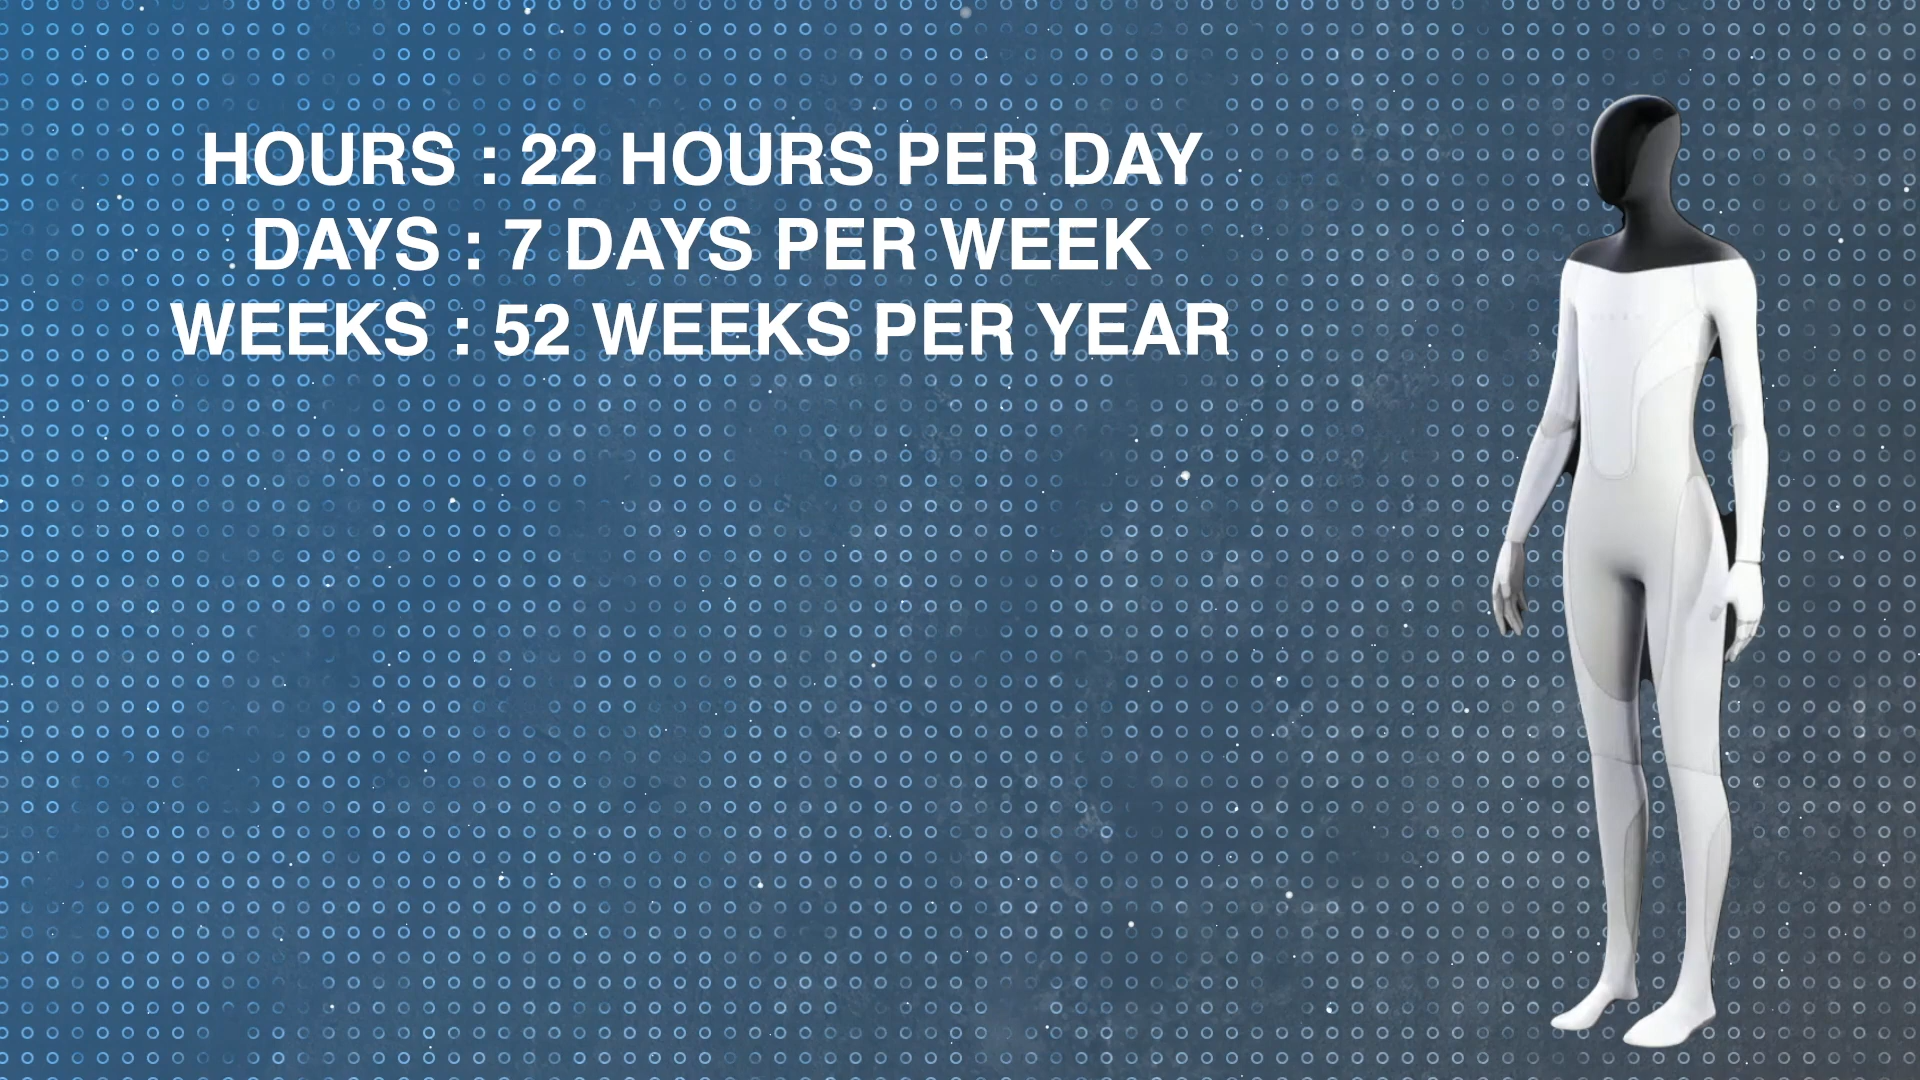 HOURS : 22 HOURS PER DAY
DAYS : 7 DAYS PER WEEK
WEEKS : 52 WEEKS PER YEAR